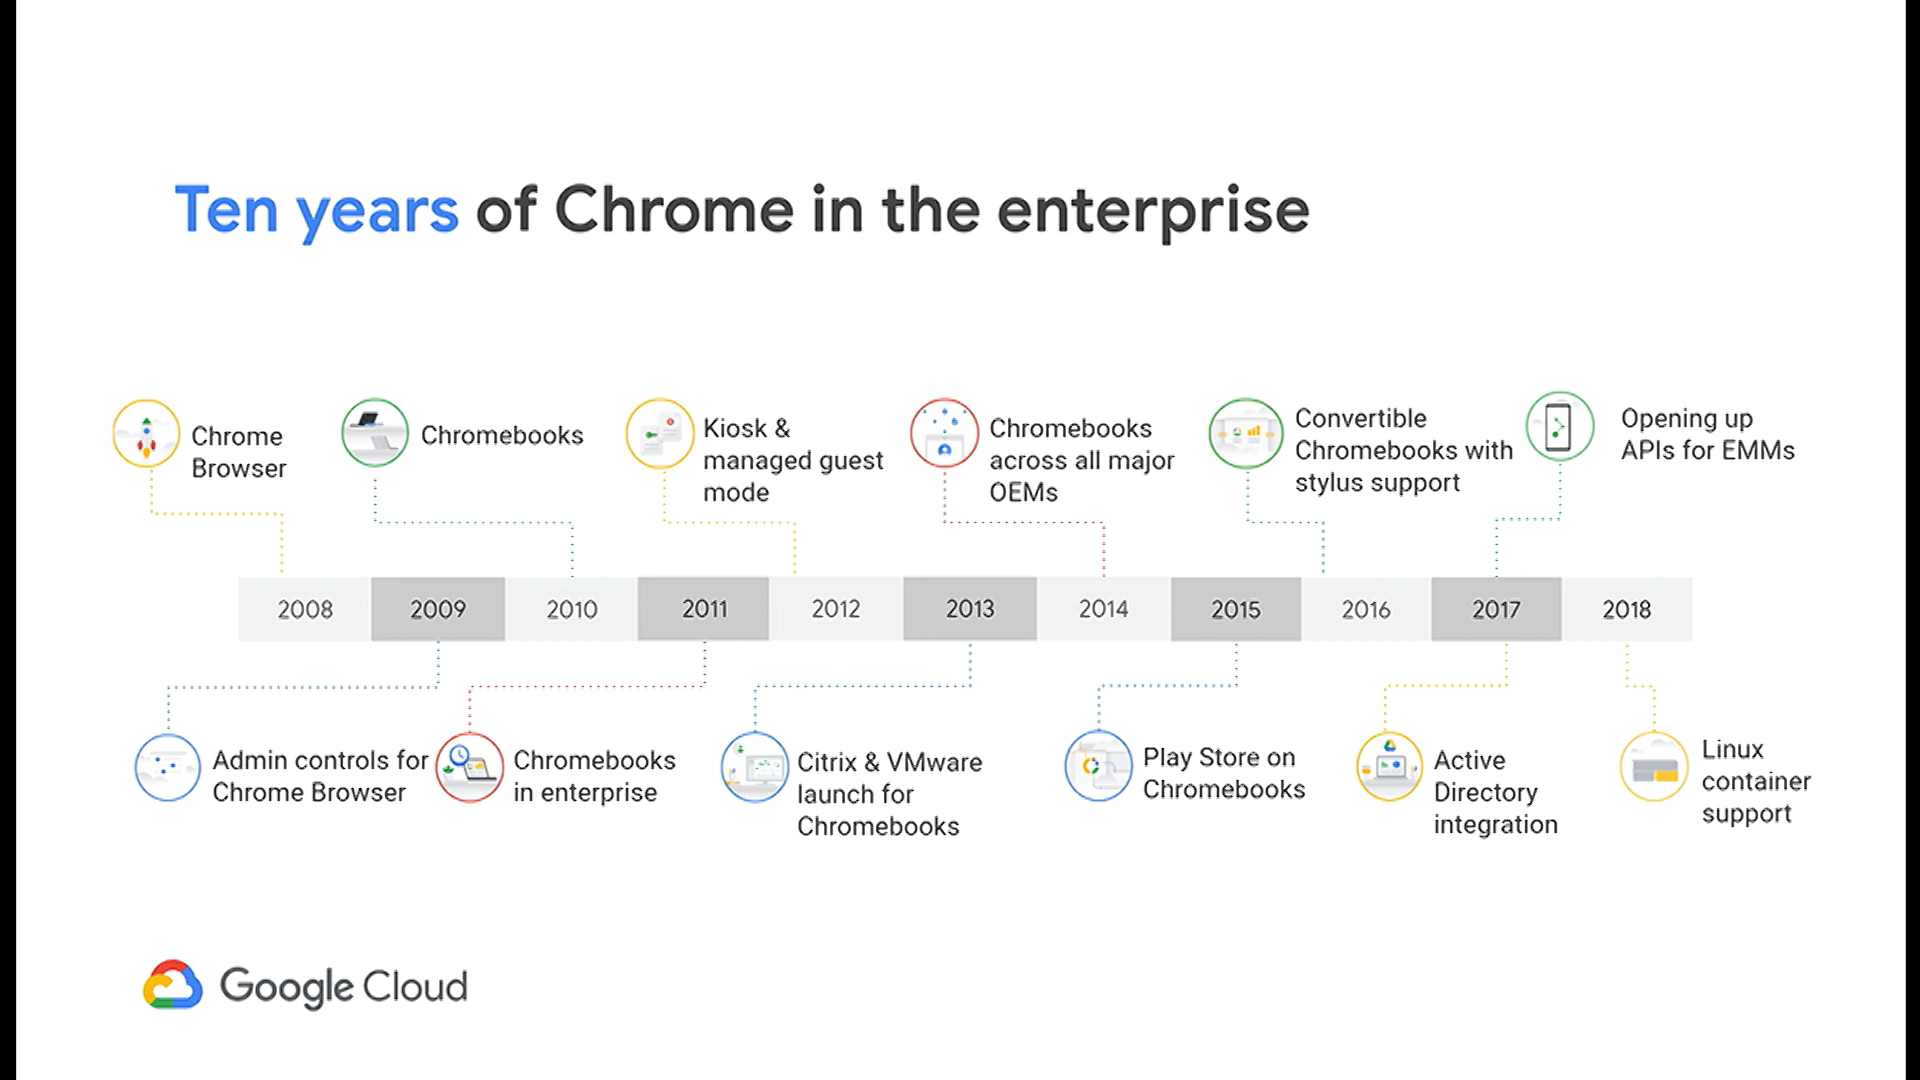 Ten years of Chrome in the enterprise
Chrome
Browser
Chromebooks
Kiosk &
managed guest
mode
Chromebooks
across all major
OEMs
Convertible
Chromebooks with
stylus support
Opening up
APIs for EMMs
2008 2009 2010 2011 2012 2013 2014 2015 2016 2017 2018
Admin controls for
Chrome Browser
Chromebooks
in enterprise
Citrix & VMware
launch for
Chromebooks
Play Store on
Chromebooks
Active
Directory
integration
Linux
container
support
Google Cloud